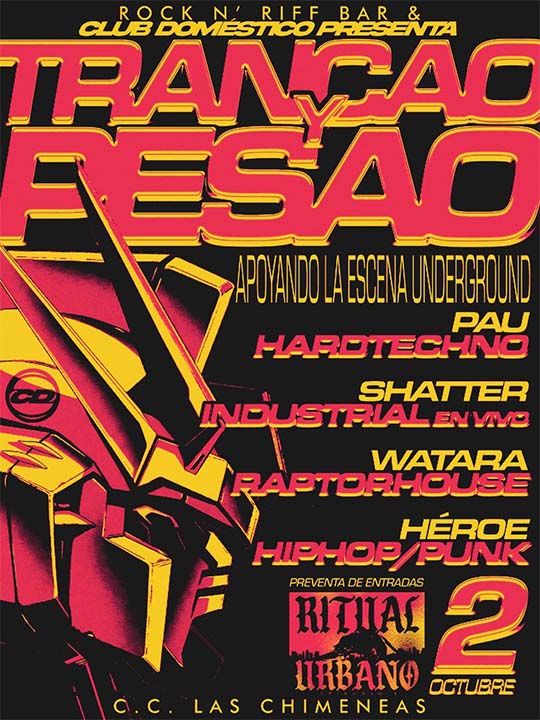 ROCK N' RIFF BAR &
CLUB DOMÉSTICO PRESENTA
TRANCAO
Y
PESAO
APOYANDO LA ESCENA UNDERGROUND
PAU
HARDTECHNO
SHATTER
INDUSTRIAL EN VIVO
WATARA
RAPTORHOUSE
HÉROE
HIPHOP/PUNK
CD
PREVENTA DE ENTRADAS
RITUAL
URBANO
2
OCTUBRE
C.C. LAS CHIMENEAS